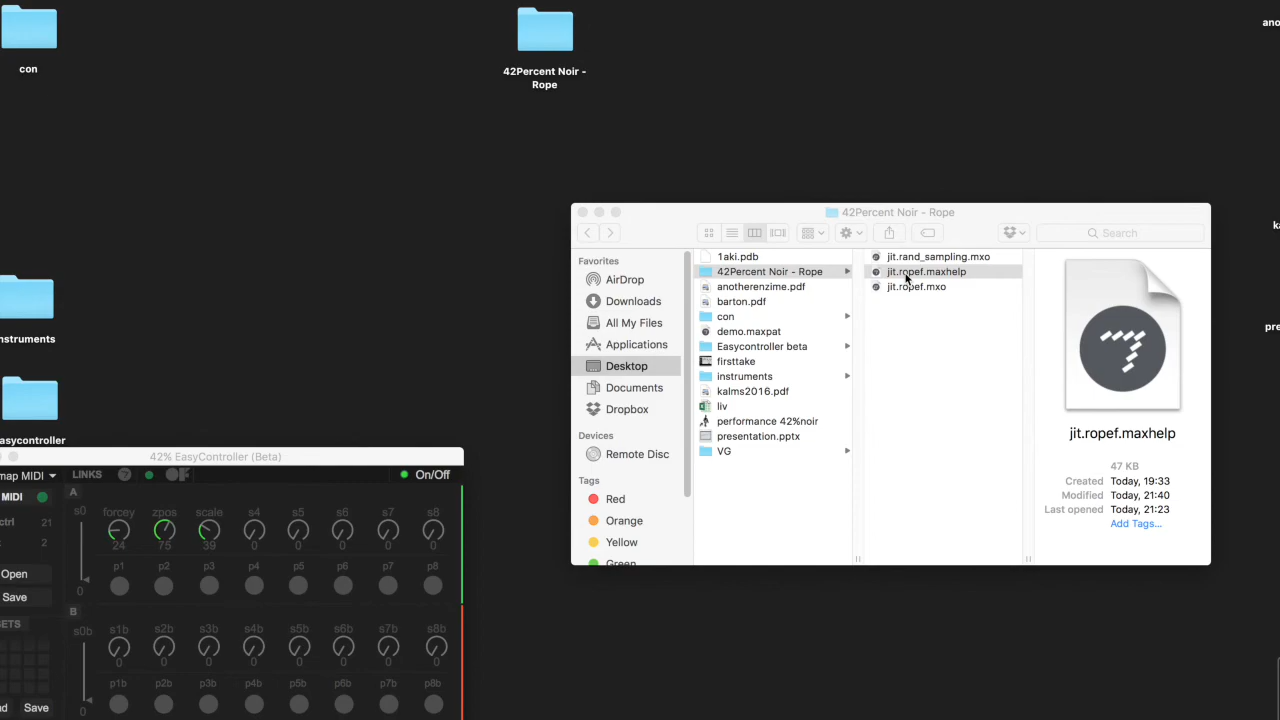 con
42Percent Noir -
Rope
nstruments
asycontroller
42Percent Noir - Rope
Search
Favorites
AirDrop
Downloads
All My Files
Applications
Desktop
Documents
Dropbox
Devices
Remote Disc
Tags
Red
Orange
Yellow
Green
1aki.pdb
42Percent Noir - Rope
anotherenzime.pdf
barton.pdf
con
demo.maxpat
Easycontroller beta
firsttake
instruments
kalms2016.pdf
liv
performance 42%noir
presentation.pptx
VG
jit.rand_sampling.mxo
jit.ropef.maxhelp
jit.ropef.mxo
jit.ropef.maxhelp
47 KB
Created Today, 19:33
Modified Today, 21:40
Last opened Today, 21:23
Add Tags...
ano
ka
pre
42% EasyController (Beta)
map MIDI LINKS On/Off
MIDI
ctrl 21
2
Open
Save
SETS
Save
A
s0 forcey zpos scale s4 s5 s6 s7 s8
24 75 39 0 0 0 0 0
p1 p2 p3 p4 p5 p6 p7 p8
0
B
s0b s1b s2b s3b s4b s5b s6b s7b s8b
0 0 0 0 0 0 0 0
p1b p2b p3b p4b p5b p6b p7b p8b
0